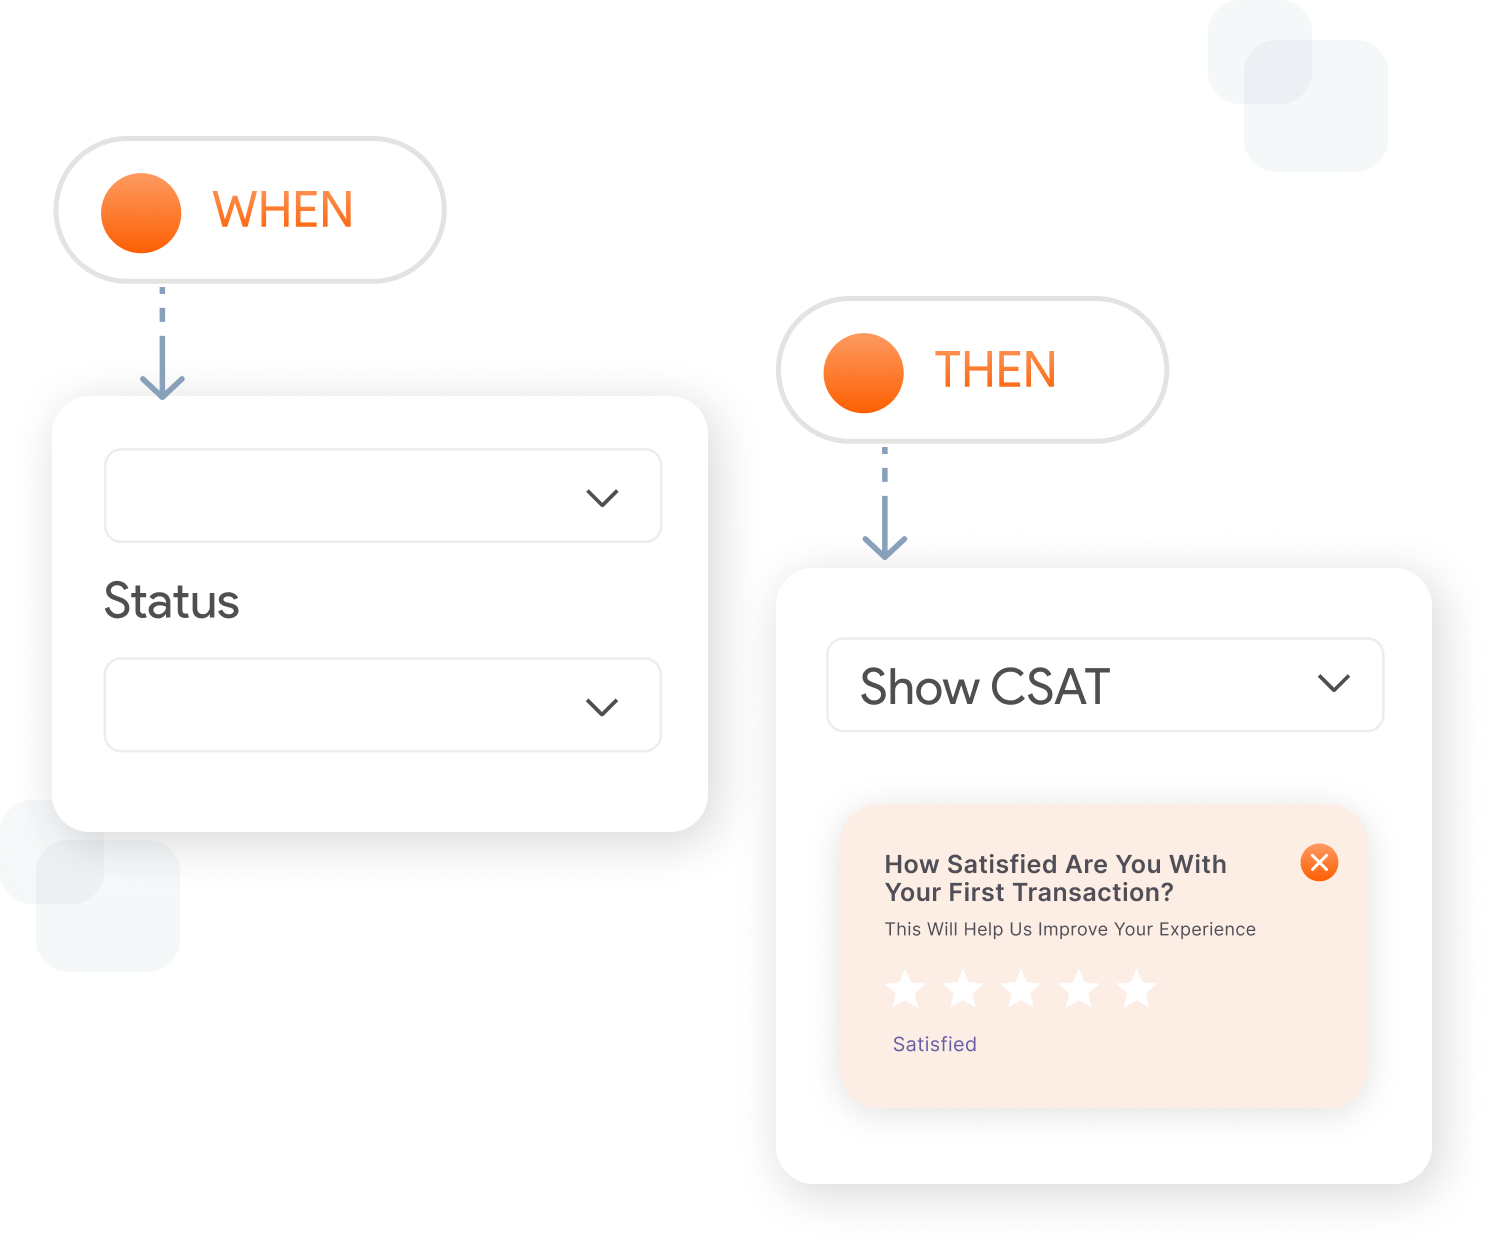 WHEN
Status
THEN
Show CSAT
How Satisfied Are You With
Your First Transaction?
This Will Help Us Improve Your Experience
Satisfied